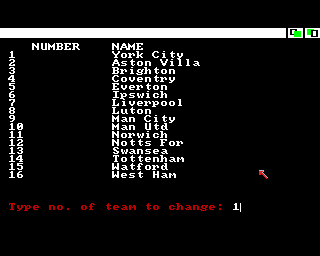 NUMBER NAME
1 York City
2 Aston Villa
3 Brighton
4 Coventry
5 Everton
6 Ipswich
7 Liverpool
8 Luton
9 Man City
10 Man Utd
11 Norwich
12 Notts For
13 Swansea
14 Tottenham
15 Watford
16 West Ham
Type no. of team to change: 1